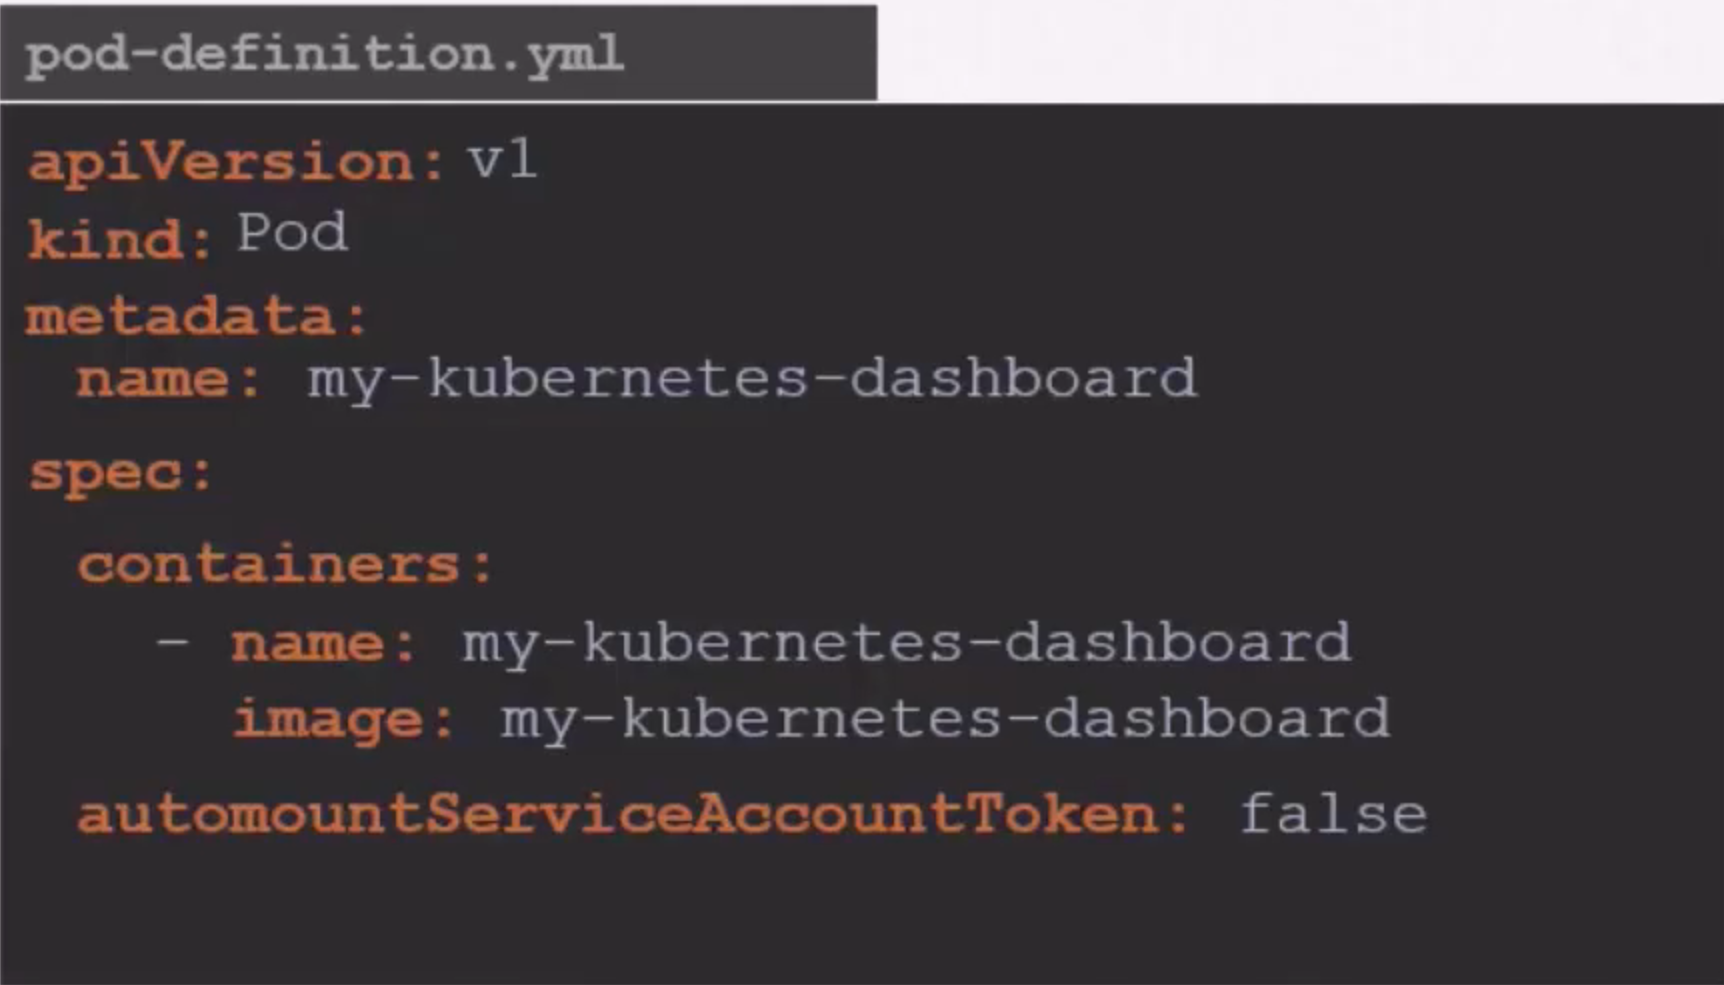 pod-definition.yml
apiVersion: v1
kind: Pod
metadata:
name: my-kubernetes-dashboard
spec:
containers:
- name: my-kubernetes-dashboard
image: my-kubernetes-dashboard
automountServiceAccountToken: false